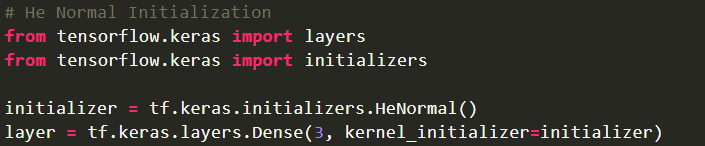 # He Normal Initialization
from tensorflow.keras import layers
from tensorflow.keras import initializers
initializer = tf.keras.initializers.HeNormal()
layer = tf.keras.layers.Dense(3, kernel_initializer=initializer)